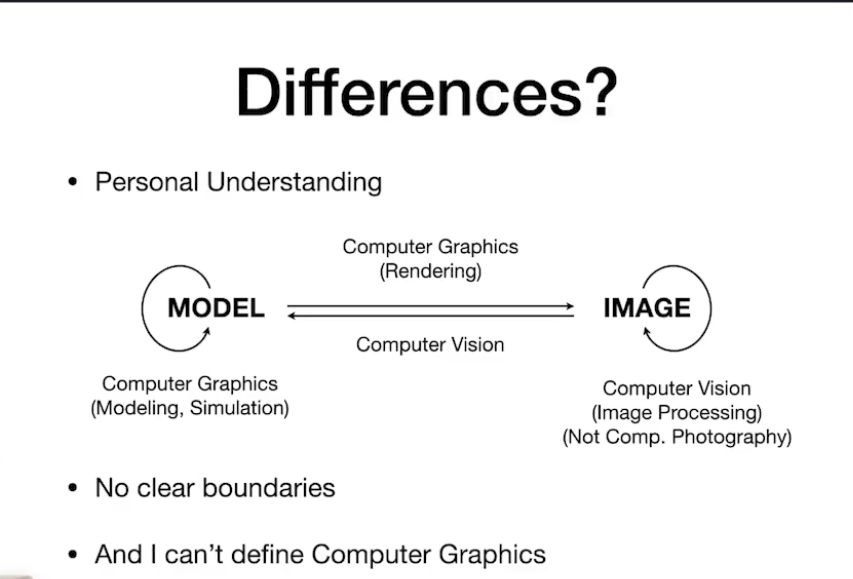 Differences?
• Personal Understanding
Computer Graphics
(Rendering)
MODEL
IMAGE
Computer Vision
Computer Graphics
(Modeling, Simulation)
Computer Vision
(Image Processing)
(Not Comp. Photography)
• No clear boundaries
• And I can’t define Computer Graphics